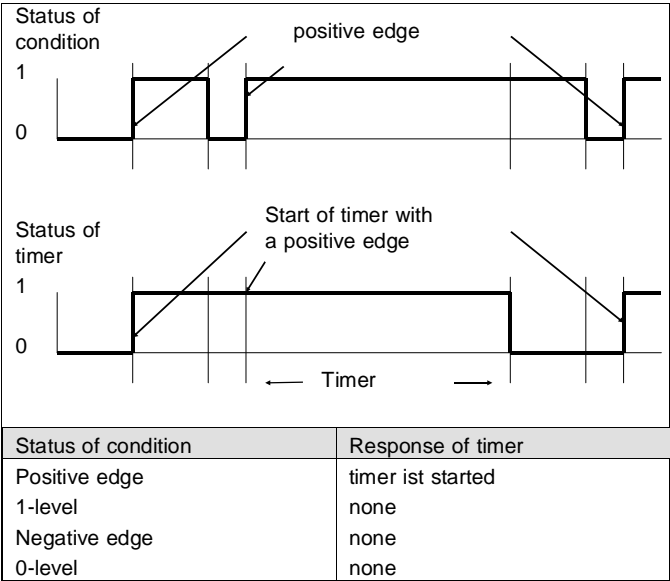 Status of
condition
positive edge
1
0
Start of timer with
a positive edge
Status of
timer
1
0
Timer
Status of condition Response of timer
Positive edge timer ist started
1-level none
Negative edge none
0-level none